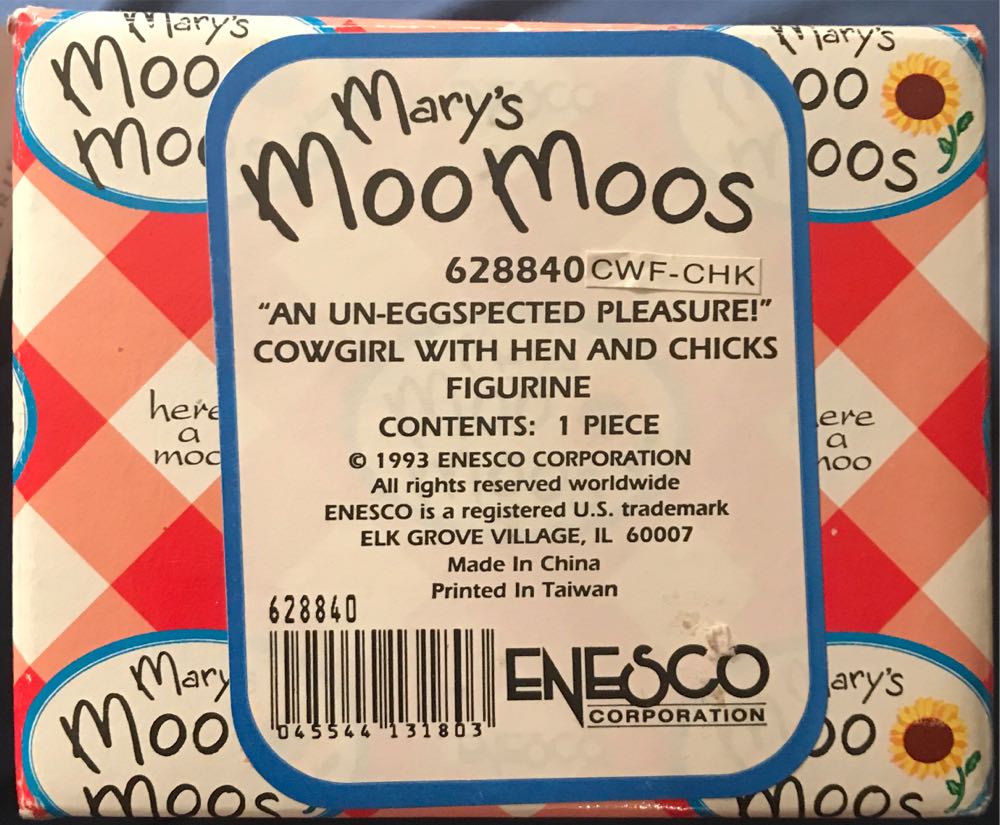 Mary's
Moo
Moo
Mary's
oo
oos
Mary's
Moo Moos
628840 CWF-CHK
"AN UN-EGGSPECTED PLEASURE!"
COWGIRL WITH HEN AND CHICKS
FIGURINE
CONTENTS: 1 PIECE
© 1993 ENESCO CORPORATION
All rights reserved worldwide
ENESCO is a registered U.S. trademark
ELK GROVE VILLAGE, IL 60007
Made In China
Printed In Taiwan
628840
045544 131803
ENESCO
CORPORATION
here
a
moo
ere
a
moo
Mary
Moo
Moos
ary's
oo
Moos